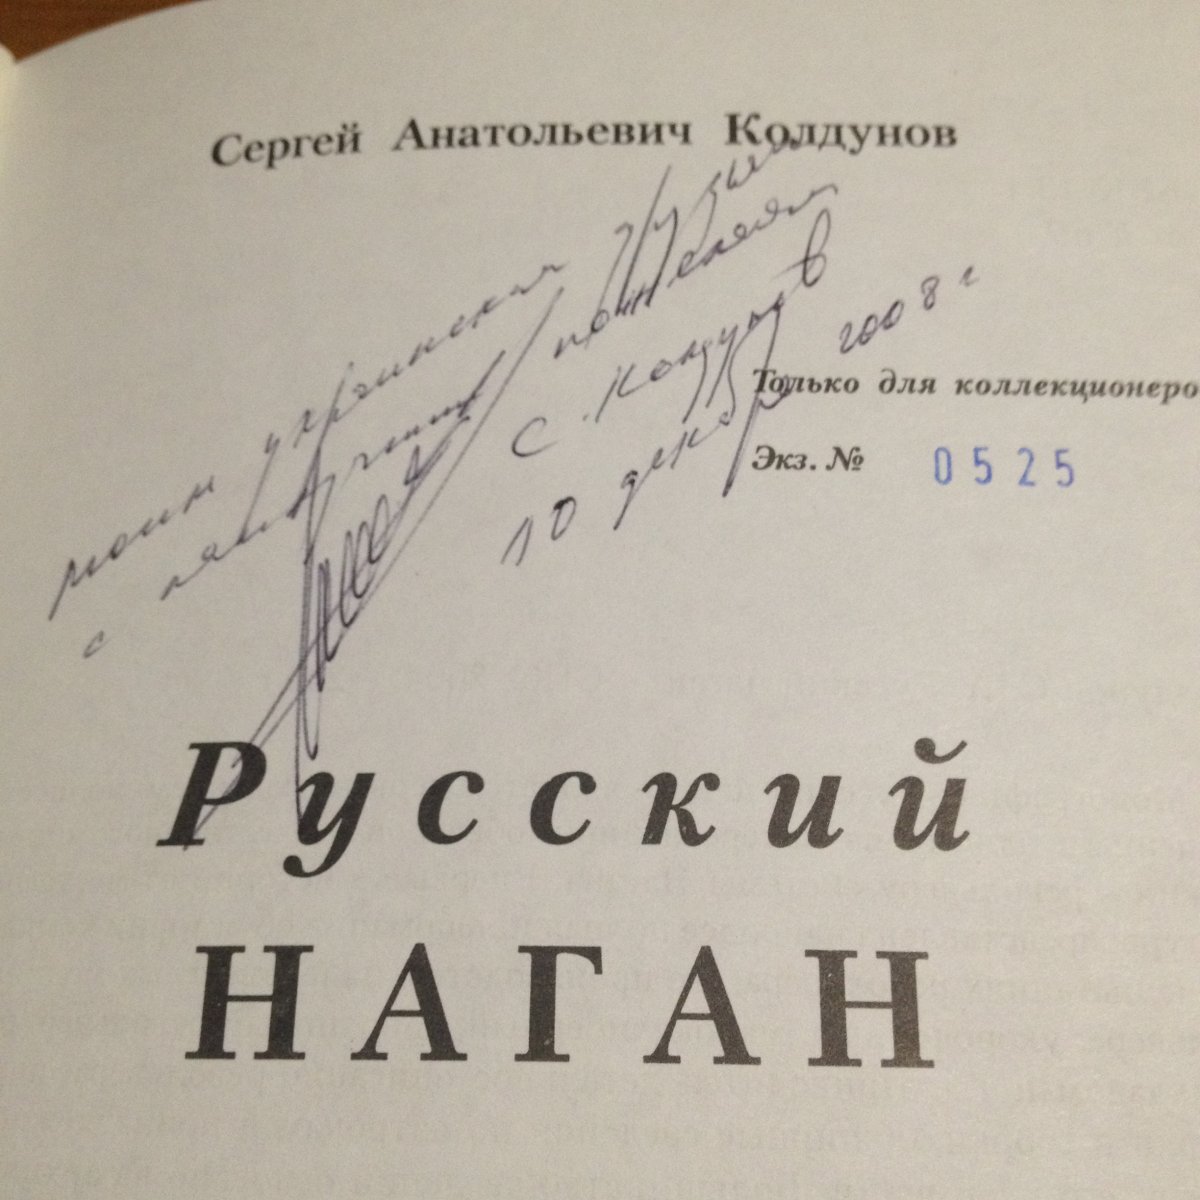 Сергей Анатольевич Колдунов
моим украинским друзьям
с наилучшими пожеланиями
С. Колдунов
10 декабря 2008 г
Только для коллекционеро
Экз. № 0525
Русский
НАГАН